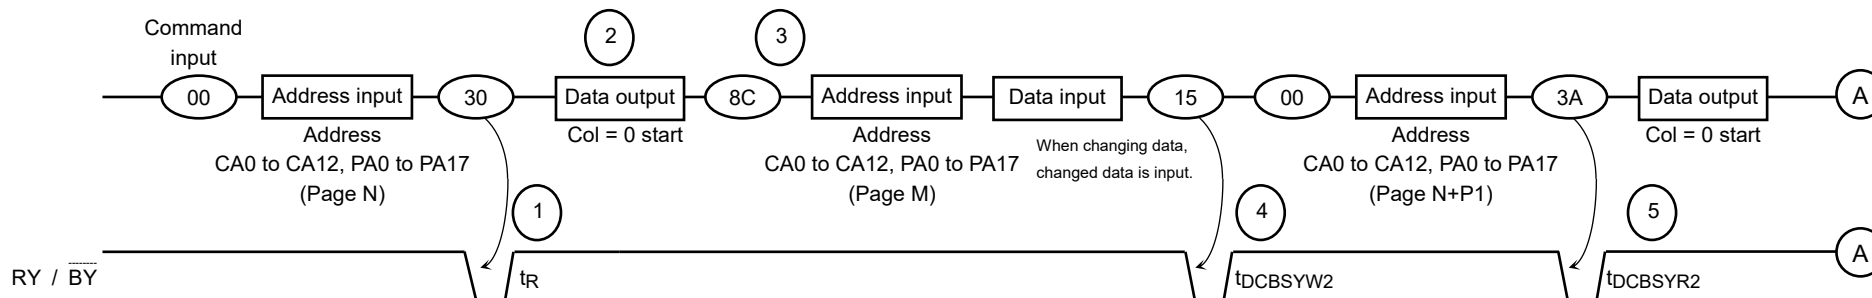 Command
input
2
3
00
Address input
30
Data output
8C
Address input
Data input
15
00
Address input
3A
Data output
A
Address
CA0 to CA12, PA0 to PA17
(Page N)
Col = 0 start
Address
CA0 to CA12, PA0 to PA17
(Page M)
When changing data,
changed data is input.
Address
CA0 to CA12, PA0 to PA17
(Page N+P1)
Col = 0 start
1
4
5
RY / BY
tR
tDCBSYW2
tDCBSYR2
A